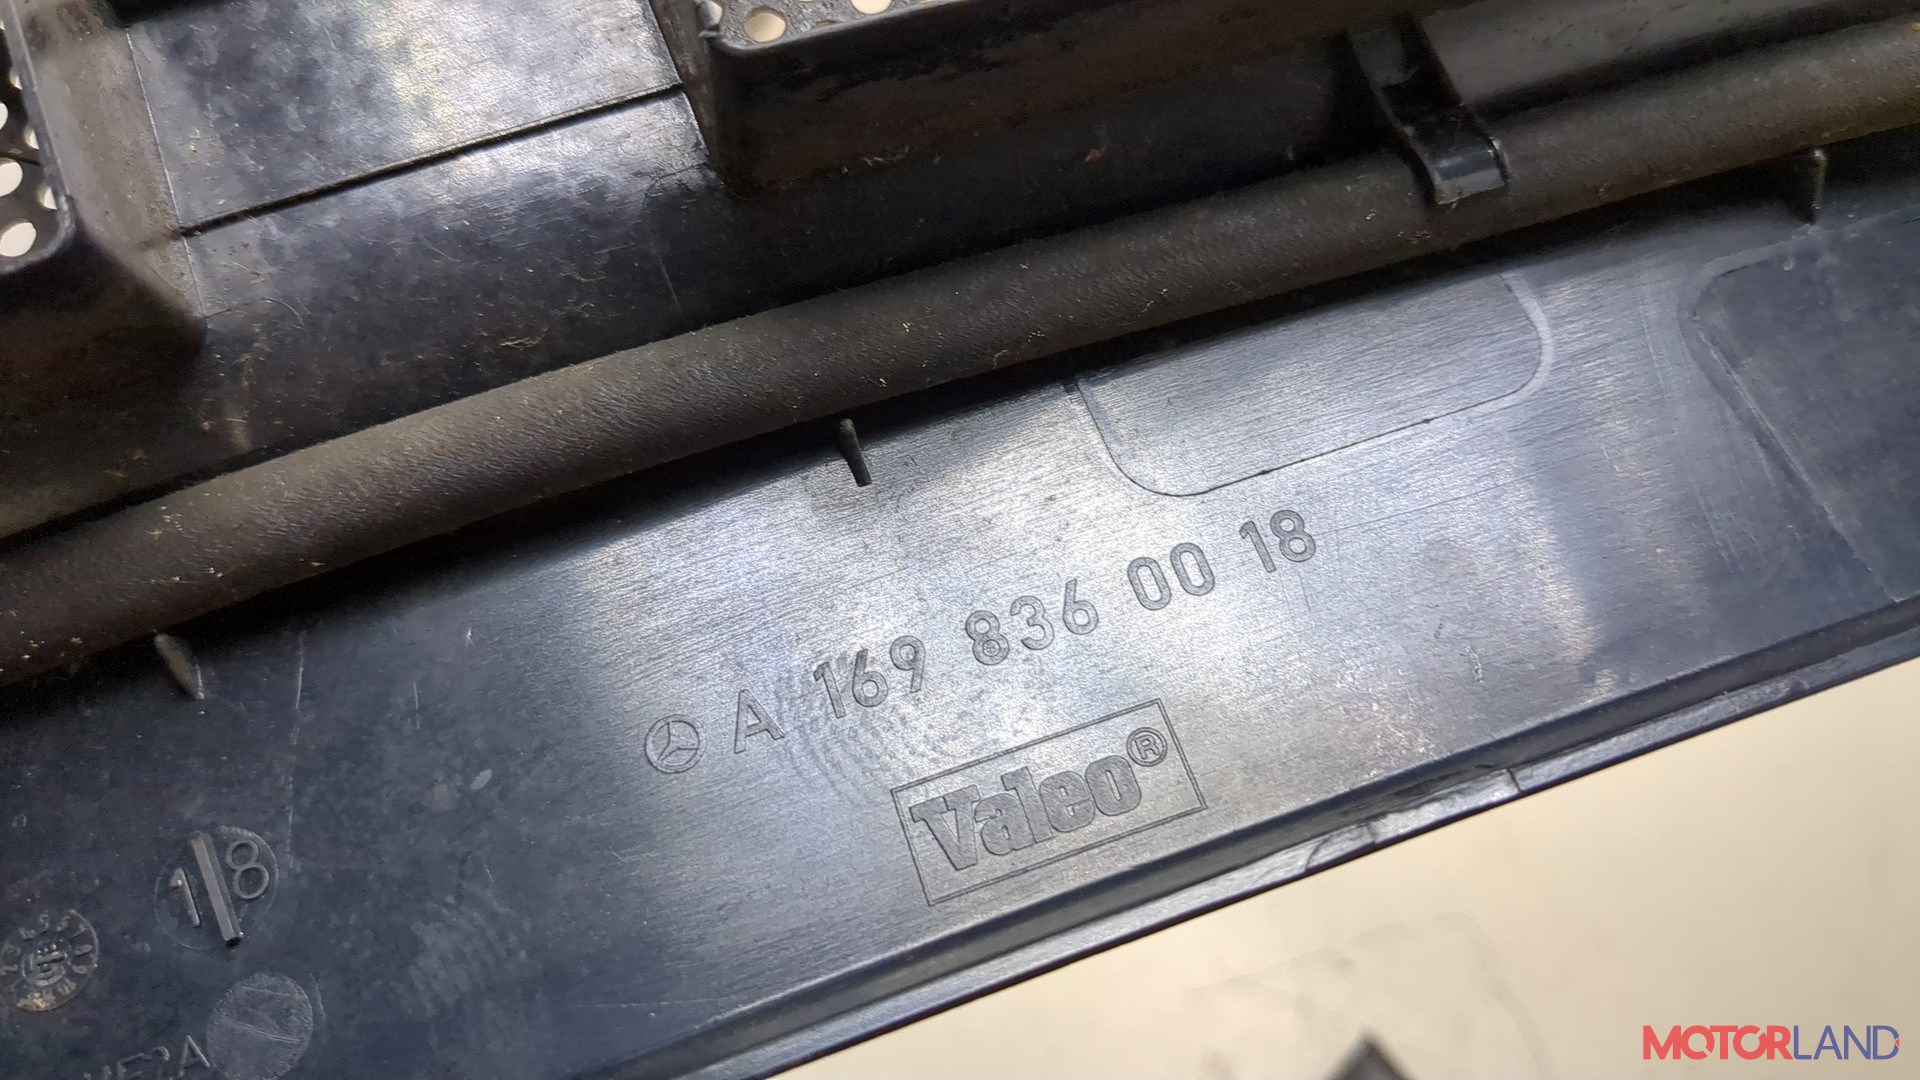 A 169 836 00 18
Valeo®
1 8
MOTORLAND